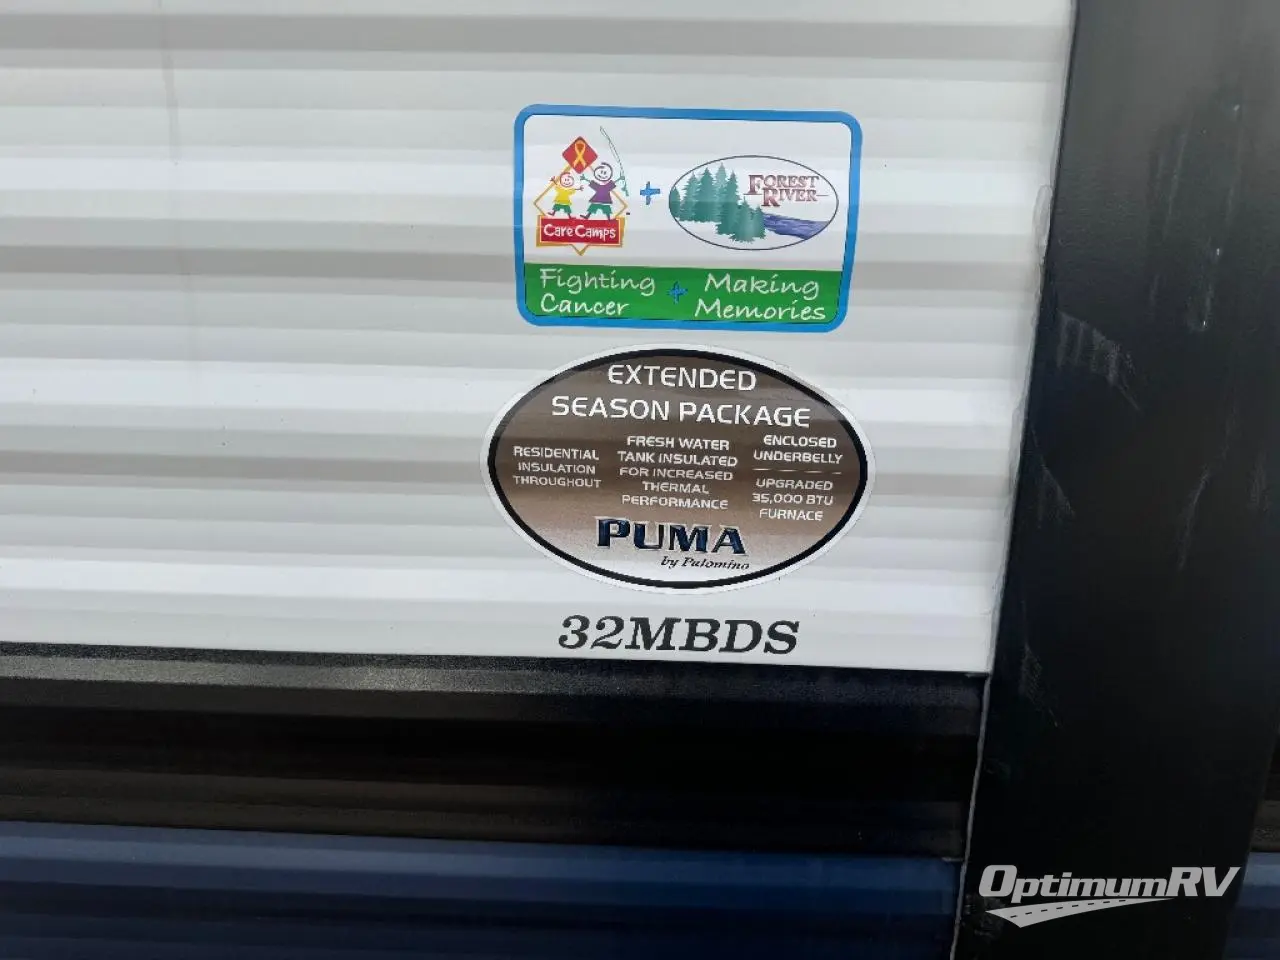 Care Camps
+
FOREST
RIVER
Fighting
Cancer
+
Making
Memories
EXTENDED
SEASON PACKAGE
RESIDENTIAL
INSULATION
THROUGHOUT
FRESH WATER
TANK INSULATED
FOR INCREASED
THERMAL
PERFORMANCE
ENCLOSED
UNDERBELLY
UPGRADED
35,000 BTU
FURNACE
PUMA
by Palomino
32MBDS
OptimumRV